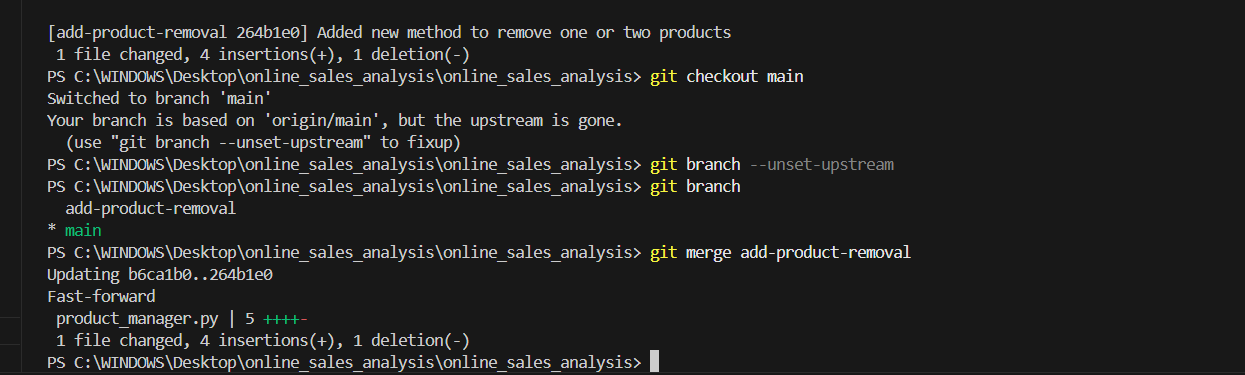 [add-product-removal 264b1e0] Added new method to remove one or two products
 1 file changed, 4 insertions(+), 1 deletion(-)
PS C:\WINDOWS\Desktop\online_sales_analysis\online_sales_analysis> git checkout main
Switched to branch 'main'
Your branch is based on 'origin/main', but the upstream is gone.
  (use "git branch --unset-upstream" to fixup)
PS C:\WINDOWS\Desktop\online_sales_analysis\online_sales_analysis> git branch --unset-upstream
PS C:\WINDOWS\Desktop\online_sales_analysis\online_sales_analysis> git branch
  add-product-removal
* main
PS C:\WINDOWS\Desktop\online_sales_analysis\online_sales_analysis> git merge add-product-removal
Updating b6ca1b0..264b1e0
Fast-forward
 product_manager.py | 5 ++++-
 1 file changed, 4 insertions(+), 1 deletion(-)
PS C:\WINDOWS\Desktop\online_sales_analysis\online_sales_analysis>